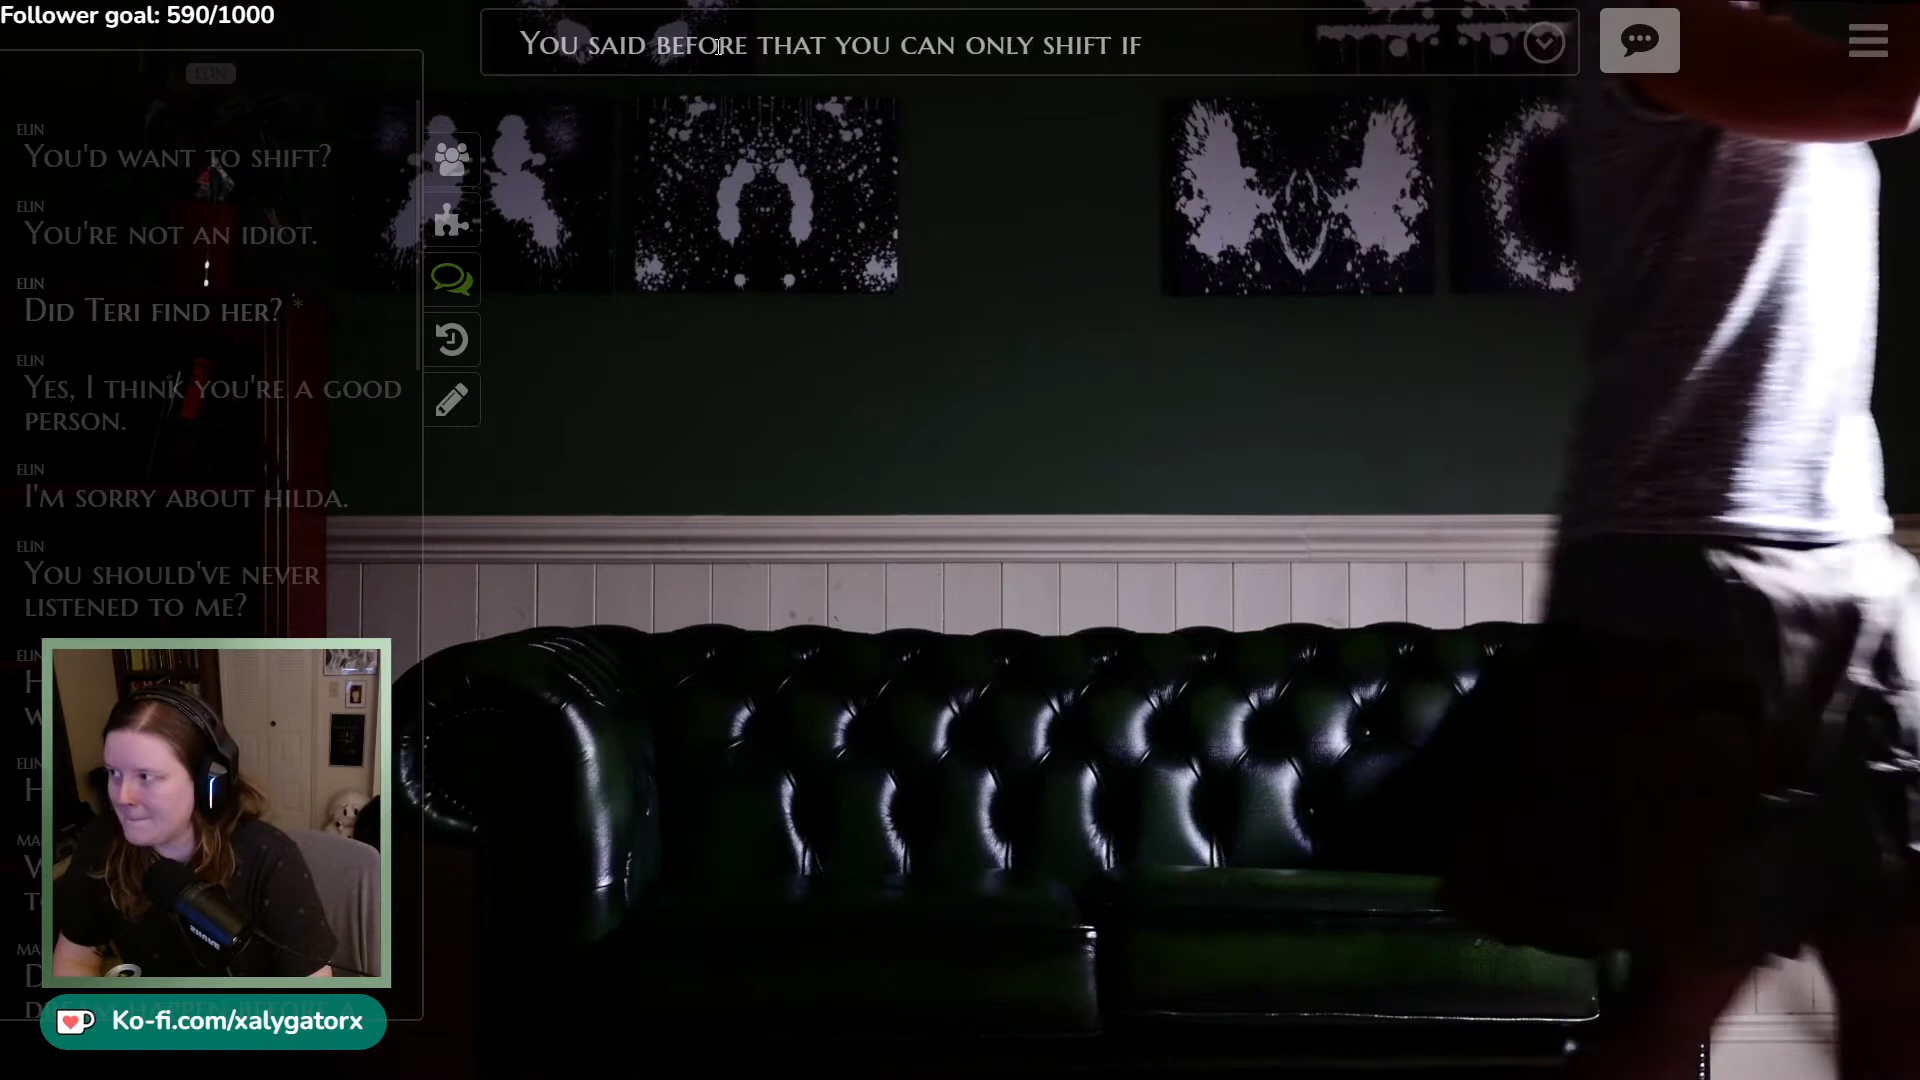 Follower goal: 590/1000
You said before that you can only shift if
ELIN
ELIN
You'd want to shift?
ELIN
You're not an idiot.
ELIN
Did Teri find her? *
ELIN
Yes, I think you're a good
person.
ELIN
I'm sorry about Hilda.
ELIN
You should've never
listened to me?
Ko-fi.com/xalygatorx